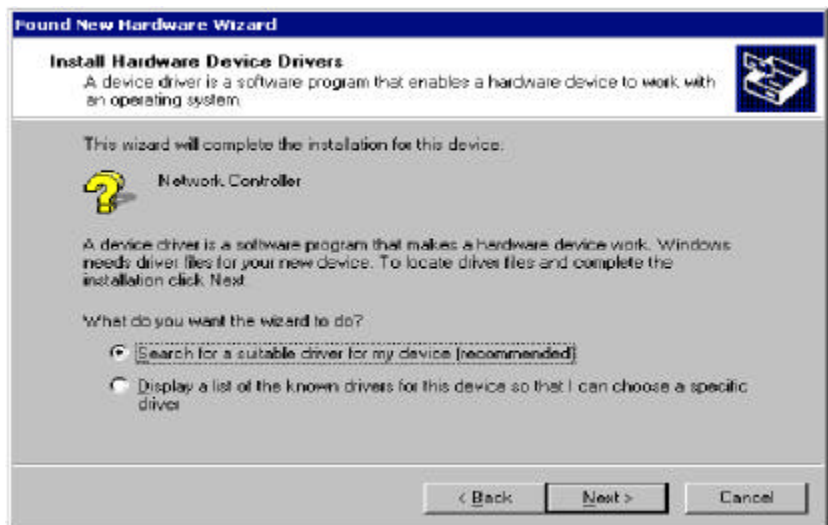 Found New Hardware Wizard
Install Hardware Device Drivers
A device driver is a software program that enables a hardware device to work with
an operating system.
This wizard will complete the installation for this device:
Network Controller
A device driver is a software program that makes a hardware device work. Windows
needs driver files for your new device. To locate driver files and complete the
installation click Next.
What do you want the wizard to do?
Search for a suitable driver for my device (recommended)
Display a list of the known drivers for this device so that I can choose a specific
driver
< Back
Next >
Cancel